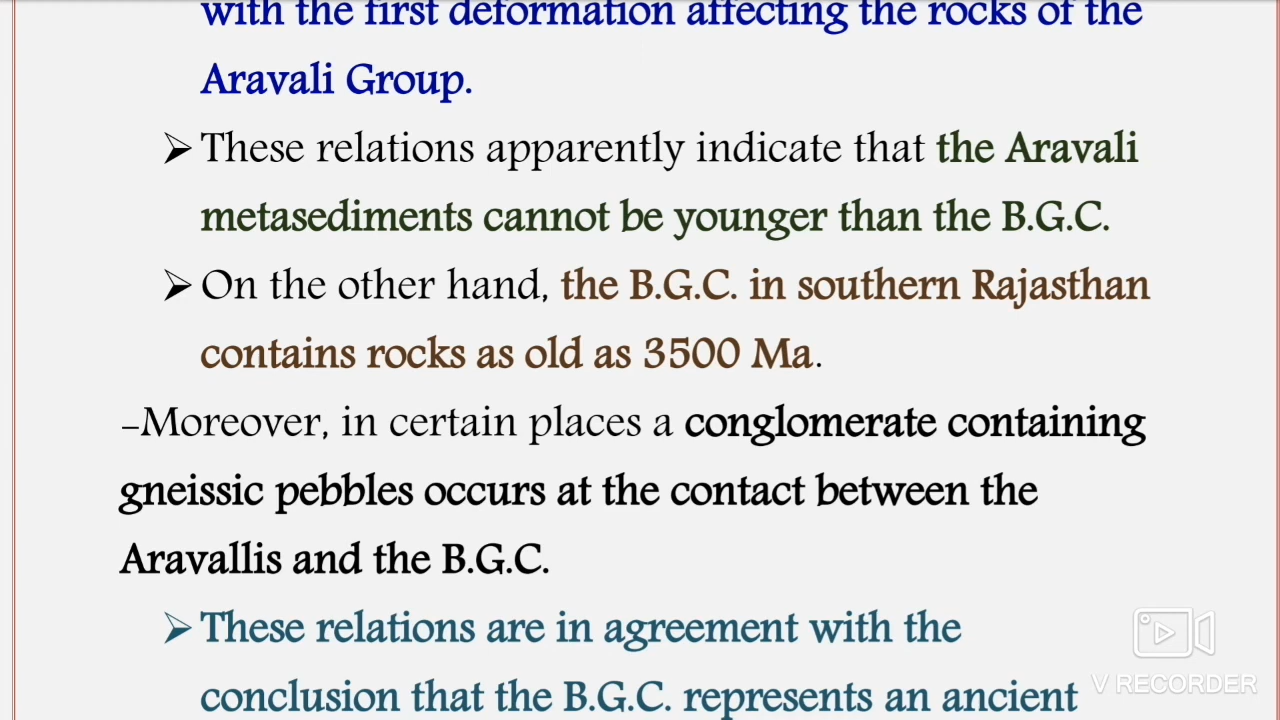 with the first deformation affecting the rocks of the
Aravali Group.
➢ These relations apparently indicate that the Aravali
metasediments cannot be younger than the B.G.C.
➢ On the other hand, the B.G.C. in southern Rajasthan
contains rocks as old as 3500 Ma.
–Moreover, in certain places a conglomerate containing
gneissic pebbles occurs at the contact between the
Aravallis and the B.G.C.
➢ These relations are in agreement with the
conclusion that the B.G.C. represents an ancient
V RECORDER